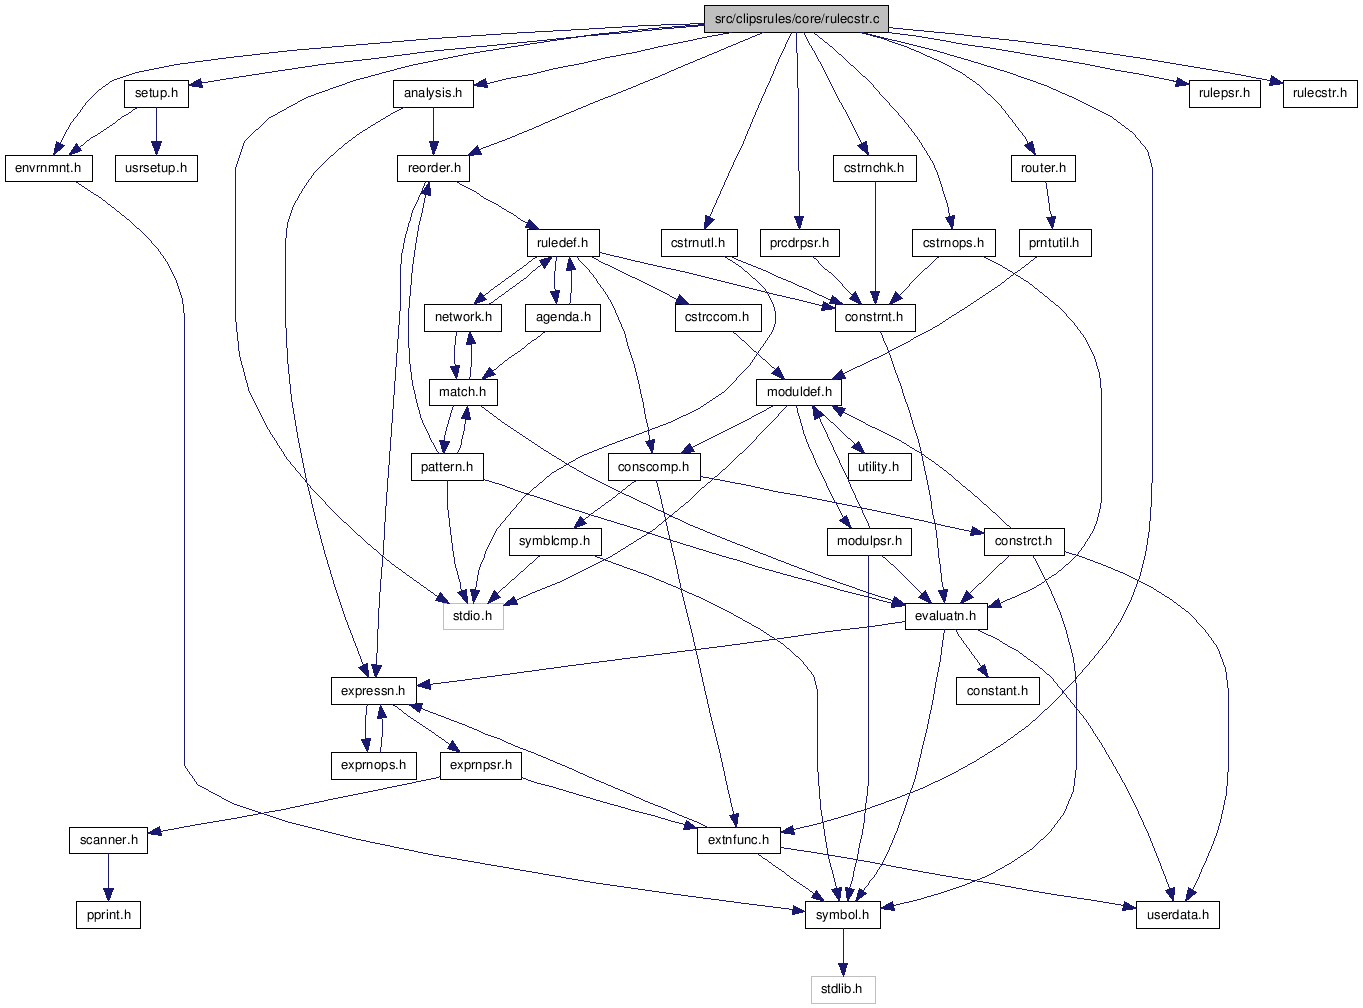 src/clipsrules/core/rulecstr.c
setup.h
analysis.h
rulepsr.h
rulecstr.h
envrnmnt.h
usrsetup.h
reorder.h
cstrnchk.h
router.h
ruledef.h
cstrnutl.h
prcdrpsr.h
cstrnops.h
prntutil.h
network.h
agenda.h
cstrccom.h
constrnt.h
match.h
moduldef.h
pattern.h
conscomp.h
utility.h
symblcmp.h
modulpsr.h
constrct.h
stdio.h
evaluatn.h
expressn.h
constant.h
exprnops.h
exprnpsr.h
scanner.h
extnfunc.h
pprint.h
symbol.h
userdata.h
stdlib.h